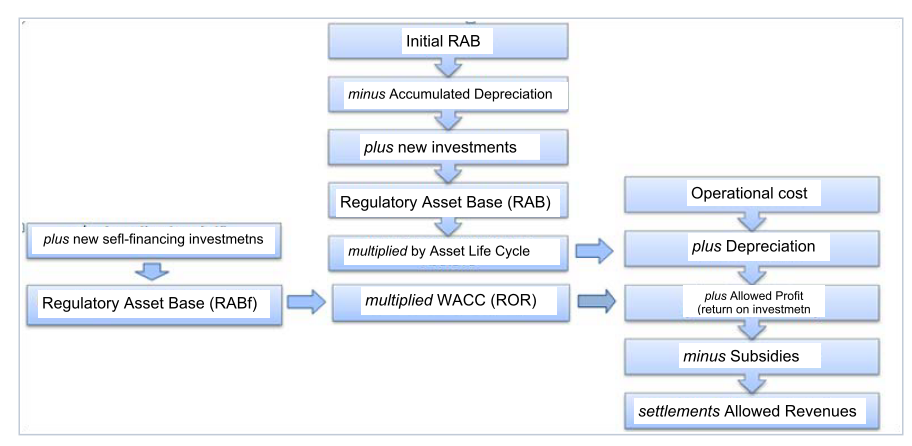 Initial RAB
minus Accumulated Depreciation
plus new investments
Regulatory Asset Base (RAB)
multiplied by Asset Life Cycle
plus new sefl-financing investmetns
Regulatory Asset Base (RABf)
multiplied WACC (ROR)
Operational cost
plus Depreciation
plus Allowed Profit
(return on investmetn
minus Subsidies
settlements Allowed Revenues